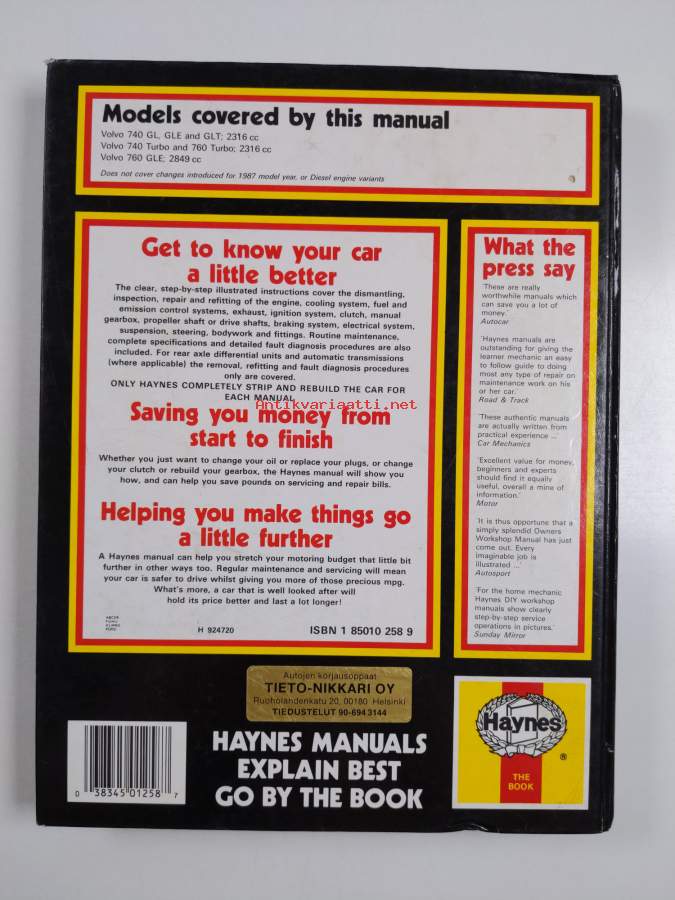 Models covered by this manual
Volvo 740 GL, GLE and GLT; 2316 cc
Volvo 740 Turbo and 760 Turbo; 2316 cc
Volvo 760 GLE; 2849 cc
Does not cover changes introduced for 1987 model year, or Diesel engine variants
Get to know your car
a little better
The clear, step-by-step illustrated instructions cover the dismantling,
inspection, repair and refitting of the engine, cooling system, fuel and
emission control systems, exhaust, ignition system, clutch, manual
gearbox, propeller shaft or drive shafts, braking system, electrical system,
suspension, steering, bodywork and fittings. Routine maintenance,
complete specifications and detailed fault diagnosis procedures are also
included. For rear axle differential units and automatic transmissions
(where applicable) the removal, refitting and fault diagnosis procedures
only are covered.
ONLY HAYNES COMPLETELY STRIP AND REBUILD THE CAR FOR
EACH MANUAL
Antikvariaatti.net
Saving you money from
start to finish
Whether you just want to change your oil or replace your plugs, or change
your clutch or rebuild your gearbox, the Haynes manual will show you
how, and can help you save pounds on servicing and repair bills.
Helping you make things go
a little further
A Haynes manual can help you stretch your motoring budget that little bit
further in other ways too. Regular maintenance and servicing will mean
your car is safer to drive whilst giving you more of those precious mpg.
What's more, a car that is well looked after will
hold its price better and last a lot longer!
H 924720
ISBN 1 85010 258 9
What the
press say
'These are really
worthwhile manuals which
can save you a lot of
money.'
Autocar
'Haynes manuals are
outstanding for giving the
learner mechanic an easy
to follow guide to doing
most any type of repair on
maintenance work on his
or her car.
Road & Track
'These authentic manuals
are actually written from
practical experience ...'
Car Mechanics
'Excellent value for money,
beginners and experts
should find it equally
useful, overall a mine of
information.'
Motor
'It is thus opportune that a
simply splendid Owners
Workshop Manual has just
come out. Every
imaginable job is
illustrated ...'
Autosport
'For the home mechanic
Haynes DIY workshop
manuals show clearly
step-by-step service
operations in pictures.'
Sunday Mirror
Autojen korjausoppaat
TIETO-NIKKARI OY
Ruoholandenkatu 20, 00180 Helsinki
TIEDUSTELUT 90-694 3144
0 38345 01258 7
HAYNES MANUALS
EXPLAIN BEST
GO BY THE BOOK
Haynes
®
THE
BOOK